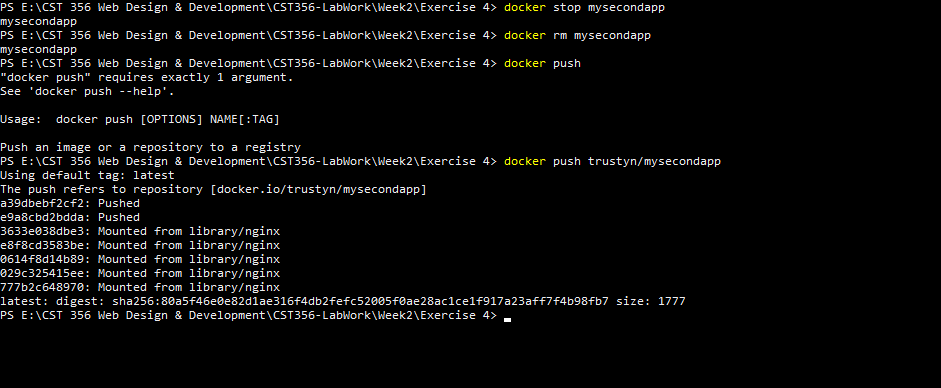 PS E:\CST 356 Web Design & Development\CST356-LabWork\Week2\Exercise 4> docker stop mysecondapp
mysecondapp
PS E:\CST 356 Web Design & Development\CST356-LabWork\Week2\Exercise 4> docker rm mysecondapp
mysecondapp
PS E:\CST 356 Web Design & Development\CST356-LabWork\Week2\Exercise 4> docker push
"docker push" requires exactly 1 argument.
See 'docker push --help'.
Usage:  docker push [OPTIONS] NAME[:TAG]
Push an image or a repository to a registry
PS E:\CST 356 Web Design & Development\CST356-LabWork\Week2\Exercise 4> docker push trustyn/mysecondapp
Using default tag: latest
The push refers to repository [docker.io/trustyn/mysecondapp]
a39dbebf2cf2: Pushed
e9a8cbd2bdda: Pushed
3633e038dbe3: Mounted from library/nginx
e8f8cd3583be: Mounted from library/nginx
0614f8d14b89: Mounted from library/nginx
029c325415ee: Mounted from library/nginx
777b2c648970: Mounted from library/nginx
latest: digest: sha256:80a5f46e0e82d1ae316f4db2fefc52005f0ae28ac1ce1f917a23aff7f4b98fb7 size: 1777
PS E:\CST 356 Web Design & Development\CST356-LabWork\Week2\Exercise 4>